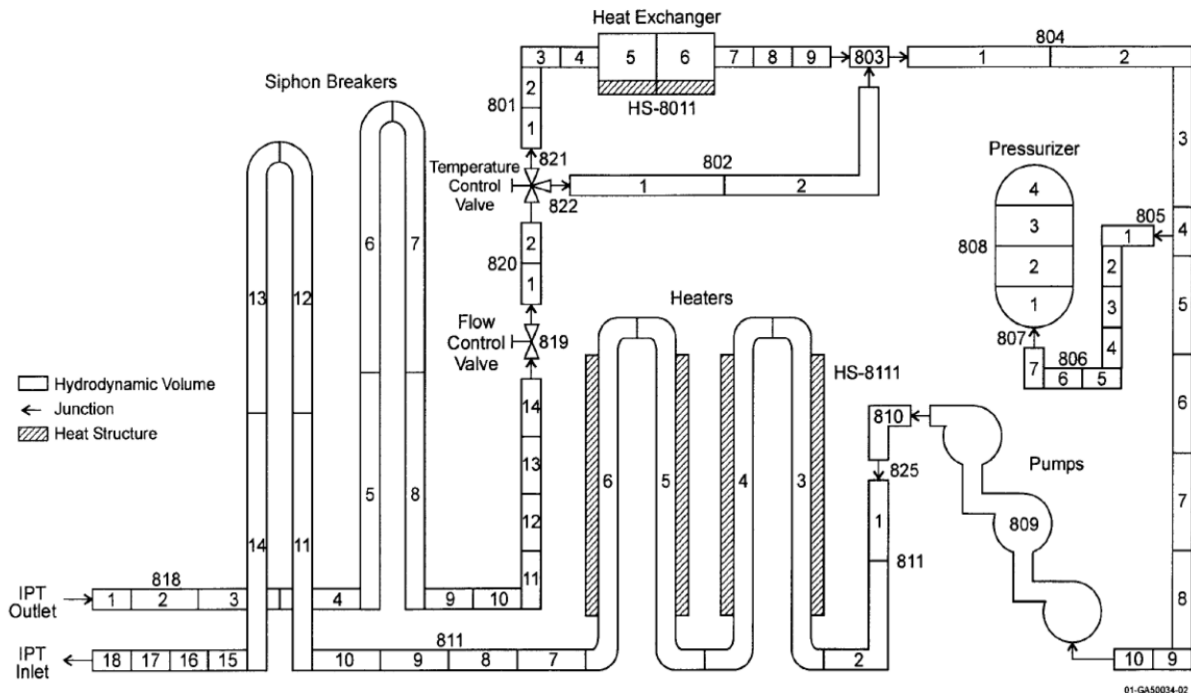 Heat Exchanger
804
3 4 5 6 7 8 9 803 1 2
Siphon Breakers
801 2
1
HS-8011
3
821
802
Pressurizer
Temperature
Control
Valve
1 2
822
4
805
1 4
6 7
820 2
1
808 3
2
2
13 12
Heaters
1
3 5
Flow
Control
Valve
819
807
806
4
7 6 5
HS-8111
Hydrodynamic Volume
Junction
Heat Structure
14
810
6
13
825
Pumps
5 8
6 5 4 3
12
1
809
7
14 11
11
811
IPT
Outlet
818
1 2 3 4 9 10
8
IPT
Inlet
811
18 17 16 15 10 9 8 7 2
10 9
01-GA50034-02